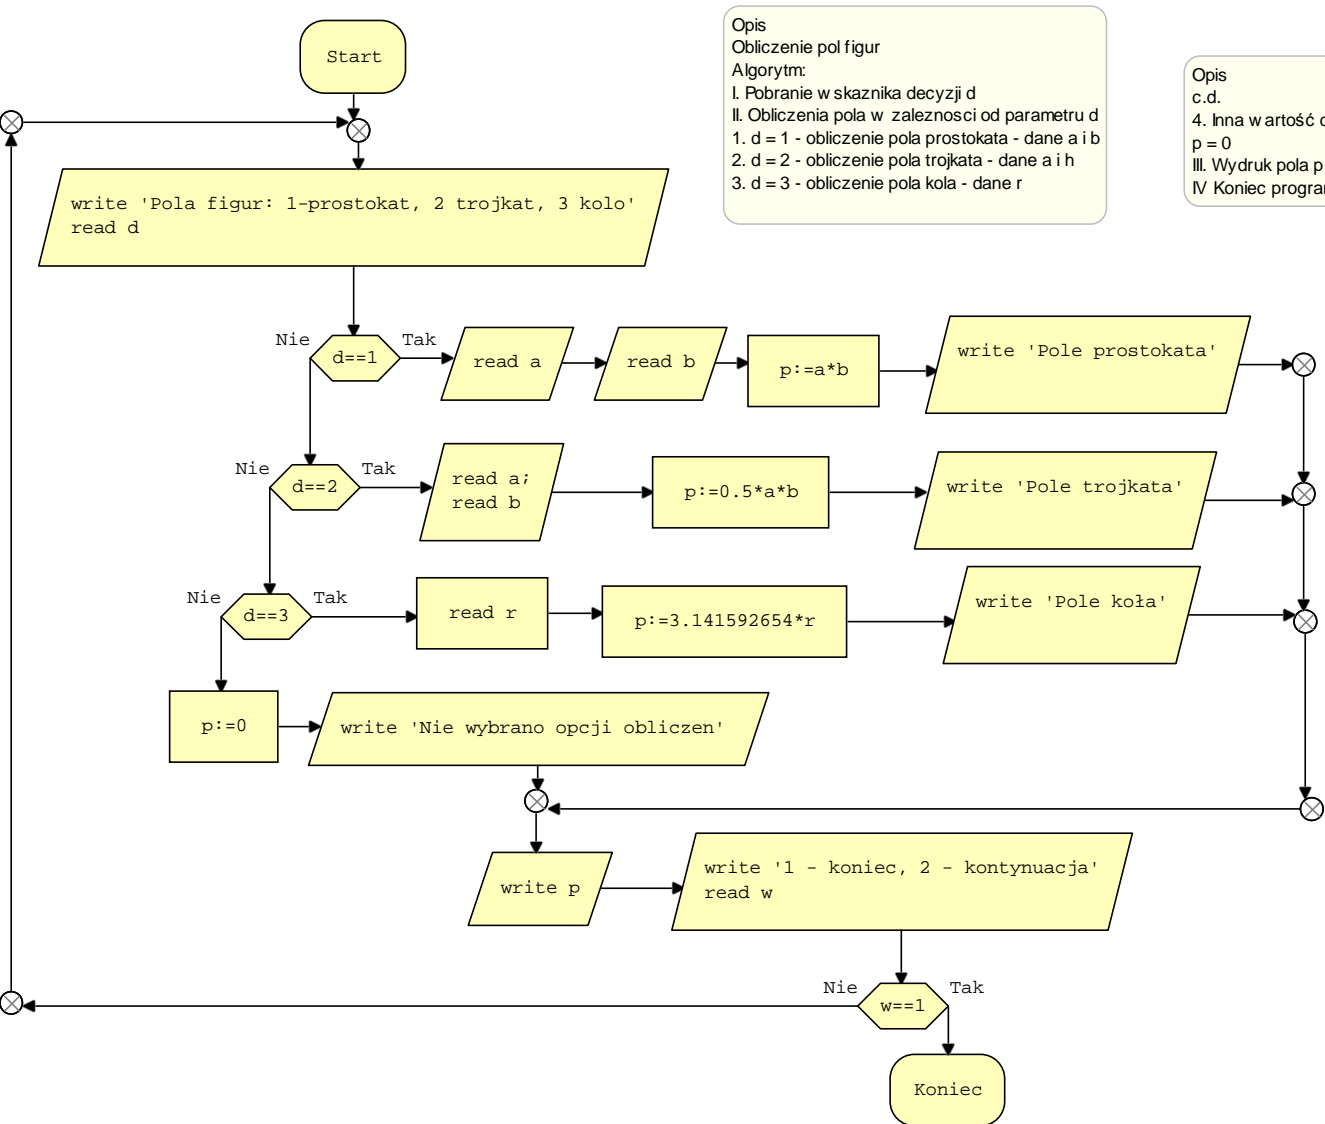 Start
Opis
Obliczenie pol figur
Algorytm:
I. Pobranie wskaznika decyzji d
II. Obliczenia pola w zaleznosci od parametru d
1. d = 1 - obliczenie pola prostokata - dane a i b
2. d = 2 - obliczenie pola trojkata - dane a i h
3. d = 3 - obliczenie pola kola - dane r
Opis
c.d.
4. Inna wartość
p = 0
III. Wydruk pola p
IV Koniec
write 'Pola figur: 1-prostokat, 2 trojkat, 3 kolo'
read d
Nie
d==1
Tak
read a
read b
p:=a*b
write 'Pole prostokata'
Nie
d==2
Tak
read a;
read b
p:=0.5*a*b
write 'Pole trojkata'
Nie
d==3
Tak
read r
p:=3.141592654*r
write 'Pole koła'
p:=0
write 'Nie wybrano opcji obliczen'
write p
write '1 - koniec, 2 - kontynuacja'
read w
Nie
w==1
Tak
Koniec